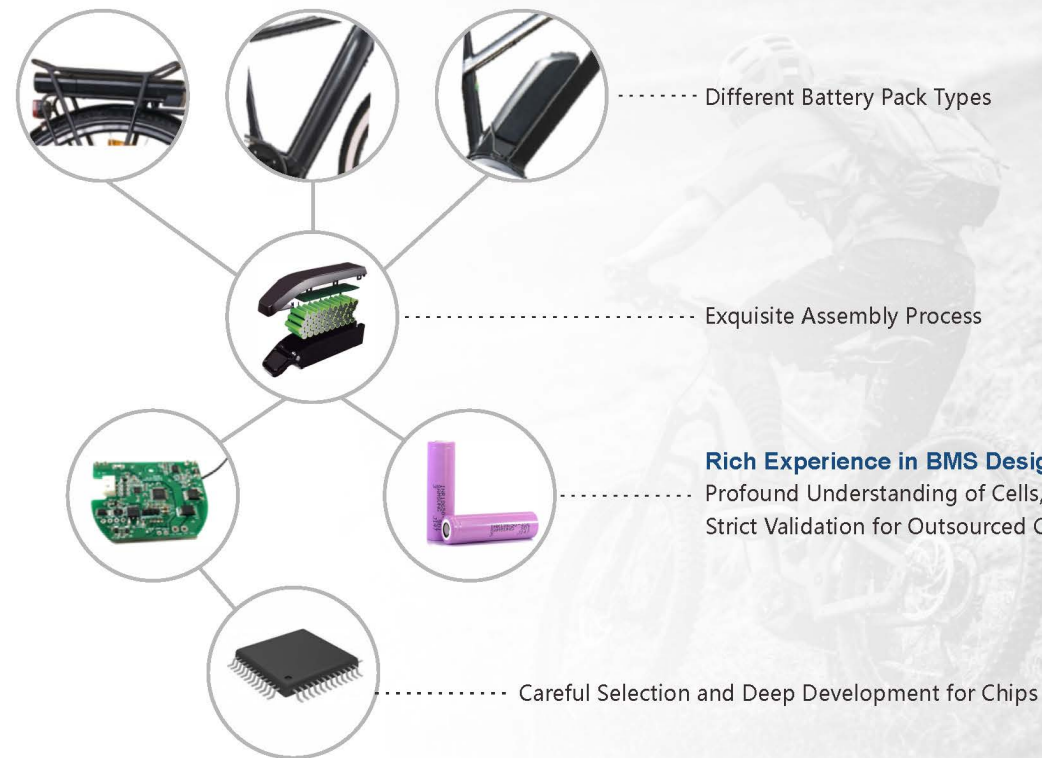 Different Battery Pack Types
Exquisite Assembly Process
Rich Experience in BMS
Profound Understanding of Cells,
Strict Validation for Outsourced
Careful Selection and Deep Development for Chips